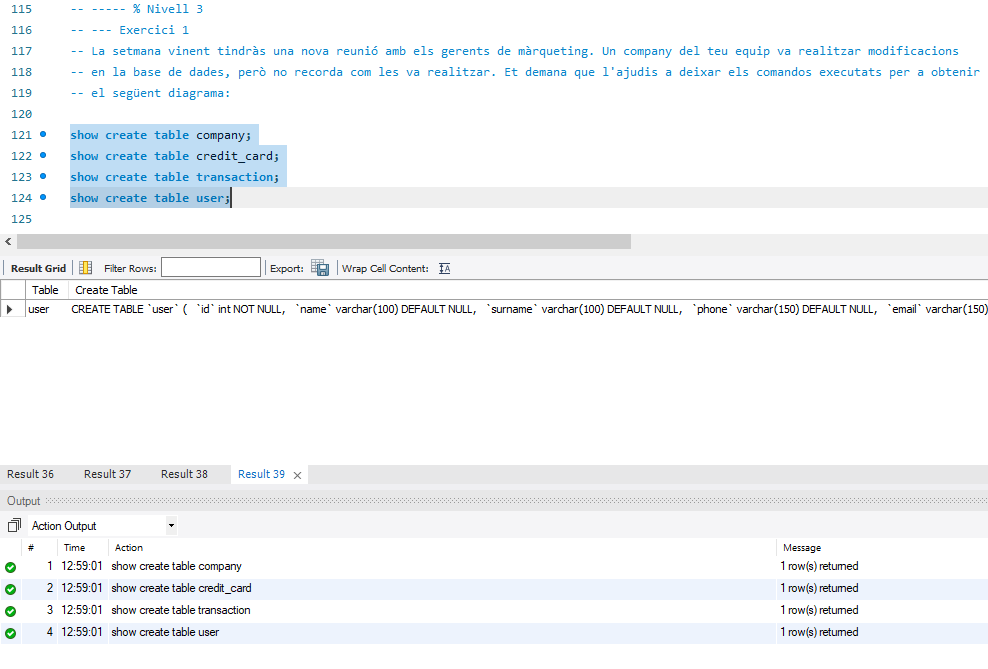 115 -- ----- % Nivell 3
116 -- --- Exercici 1
117 -- La setmana vinent tindràs una nova reunió amb els gerents de màrqueting. Un company del teu equip va realitzar modificacions
118 -- en la base de dades, però no recorda com les va realitzar. Et demana que l'ajudis a deixar els comandos executats per a obtenir
119 -- el següent diagrama:
120
121 show create table company;
122 show create table credit_card;
123 show create table transaction;
124 show create table user;
125
Result Grid Filter Rows: Export: Wrap Cell Content:
Table Create Table
user CREATE TABLE `user` ( `id` int NOT NULL, `name` varchar(100) DEFAULT NULL, `surname` varchar(100) DEFAULT NULL, `phone` varchar(150) DEFAULT NULL, `email` varchar(150)
Result 36 Result 37 Result 38 Result 39
Output
Action Output
# Time Action Message
1 12:59:01 show create table company 1 row(s) returned
2 12:59:01 show create table credit_card 1 row(s) returned
3 12:59:01 show create table transaction 1 row(s) returned
4 12:59:01 show create table user 1 row(s) returned